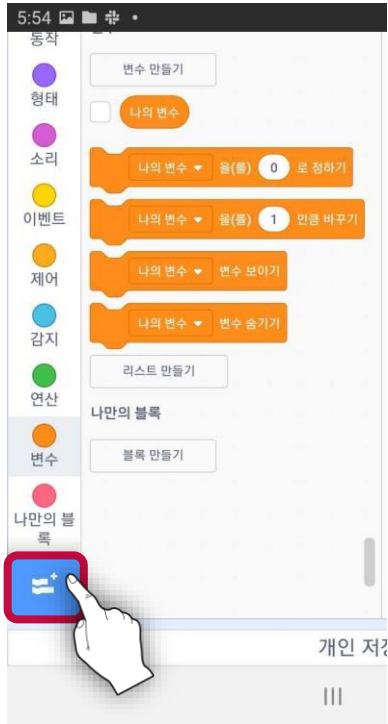 5:54
동작
변수 만들기
형태
나의 변수
소리
나의 변수 을(를) 0 로 정하기
이벤트
나의 변수 을(를) 1 만큼 바꾸기
제어
나의 변수 변수 보이기
감지
나의 변수 변수 숨기기
리스트 만들기
연산
나만의 블록
변수
블록 만들기
나만의 블
록
개인 저